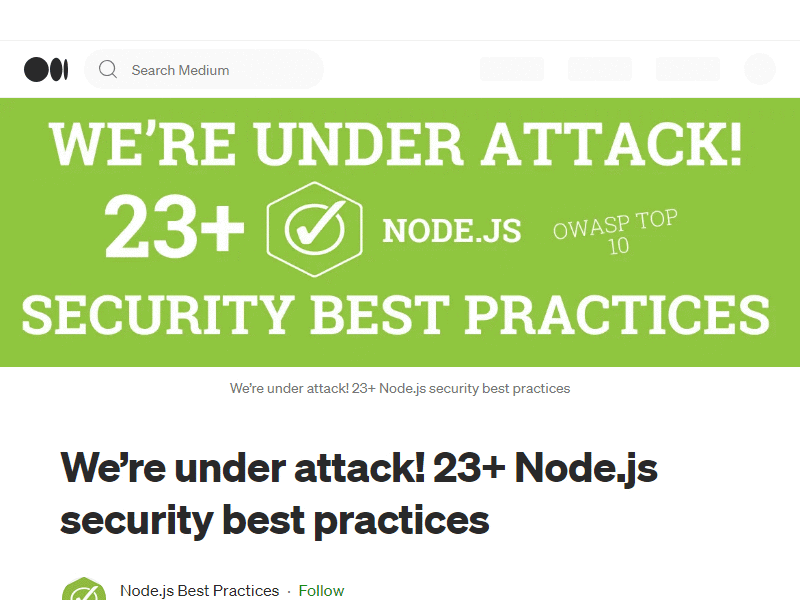 Search Medium
WE’RE UNDER ATTACK!
23+ NODE.JS OWASP TOP
10
SECURITY BEST PRACTICES
We’re under attack! 23+ Node.js security best practices
We’re under attack! 23+ Node.js
security best practices
Node.js Best Practices · Follow